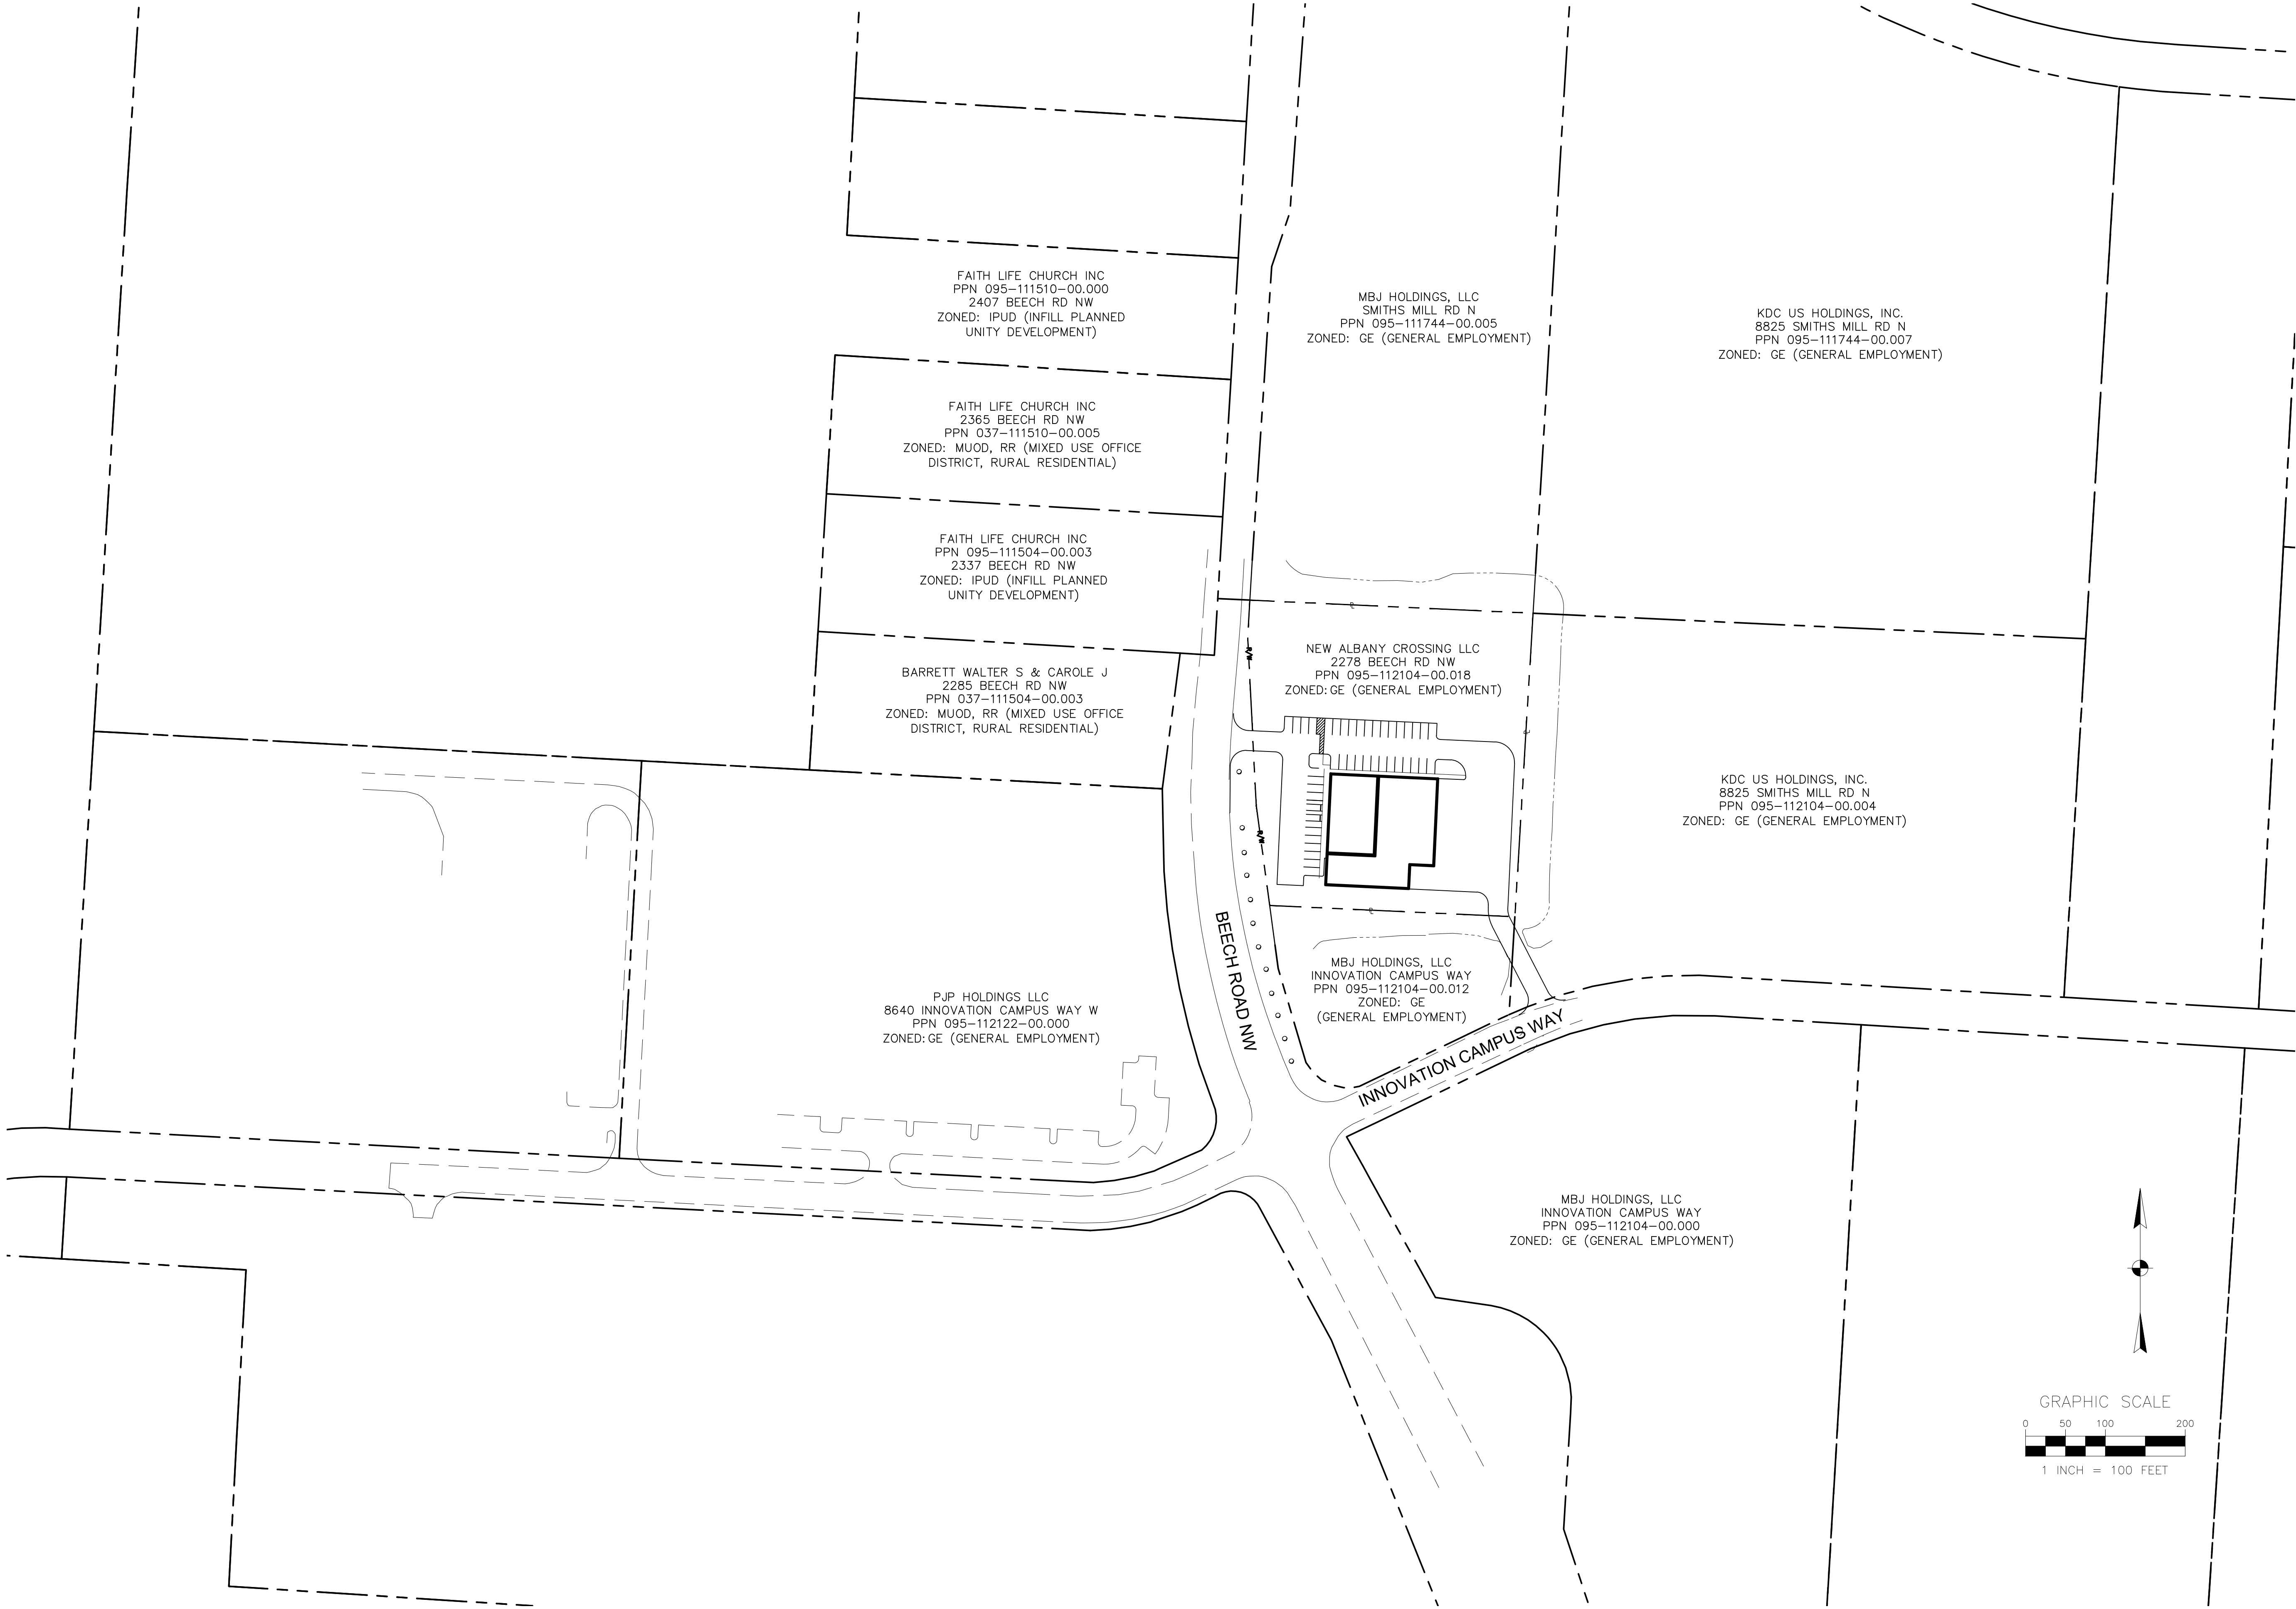 FAITH LIFE CHURCH INC
PPN 095-111510-00.000
2407 BEECH RD NW
ZONED: IPUD (INFILL PLANNED
UNITY DEVELOPMENT)
MBJ HOLDINGS, LLC
SMITHS MILL RD N
PPN 095-111744-00.005
ZONED: GE (GENERAL EMPLOYMENT)
KDC US HOLDINGS, INC.
8825 SMITHS MILL RD N
PPN 095-111744-00.007
ZONED: GE (GENERAL EMPLOYMENT)
FAITH LIFE CHURCH INC
2365 BEECH RD NW
PPN 037-111510-00.005
ZONED: MUOD, RR (MIXED USE OFFICE
DISTRICT, RURAL RESIDENTIAL)
FAITH LIFE CHURCH INC
PPN 095-111504-00.003
2337 BEECH RD NW
ZONED: IPUD (INFILL PLANNED
UNITY DEVELOPMENT)
BARRETT WALTER S & CAROLE J
2285 BEECH RD NW
PPN 037-111504-00.003
ZONED: MUOD, RR (MIXED USE OFFICE
DISTRICT, RURAL RESIDENTIAL)
NEW ALBANY CROSSING LLC
2278 BEECH RD NW
PPN 095-112104-00.018
ZONED: GE (GENERAL EMPLOYMENT)
R/W
R/W
KDC US HOLDINGS, INC.
8825 SMITHS MILL RD N
PPN 095-112104-00.004
ZONED: GE (GENERAL EMPLOYMENT)
PJP HOLDINGS LLC
8640 INNOVATION CAMPUS WAY W
PPN 095-112122-00.000
ZONED: GE (GENERAL EMPLOYMENT)
BEECH ROAD NW
MBJ HOLDINGS, LLC
INNOVATION CAMPUS WAY
PPN 095-112104-00.012
ZONED: GE
(GENERAL EMPLOYMENT)
INNOVATION CAMPUS WAY
MBJ HOLDINGS, LLC
INNOVATION CAMPUS WAY
PPN 095-112104-00.000
ZONED: GE (GENERAL EMPLOYMENT)
GRAPHIC SCALE
0 50 100 200
1 INCH = 100 FEET